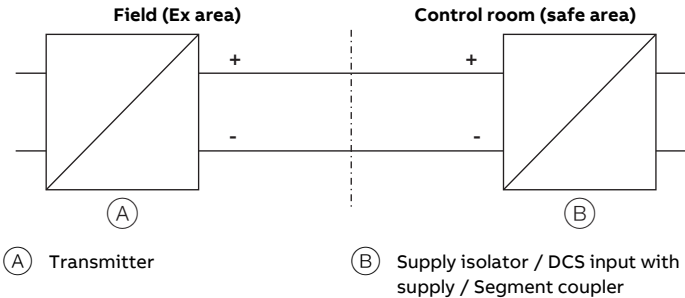 Field (Ex area)
Control room (safe area)
+
+
-
-
A
B
A Transmitter
B Supply isolator / DCS input with
supply / Segment coupler